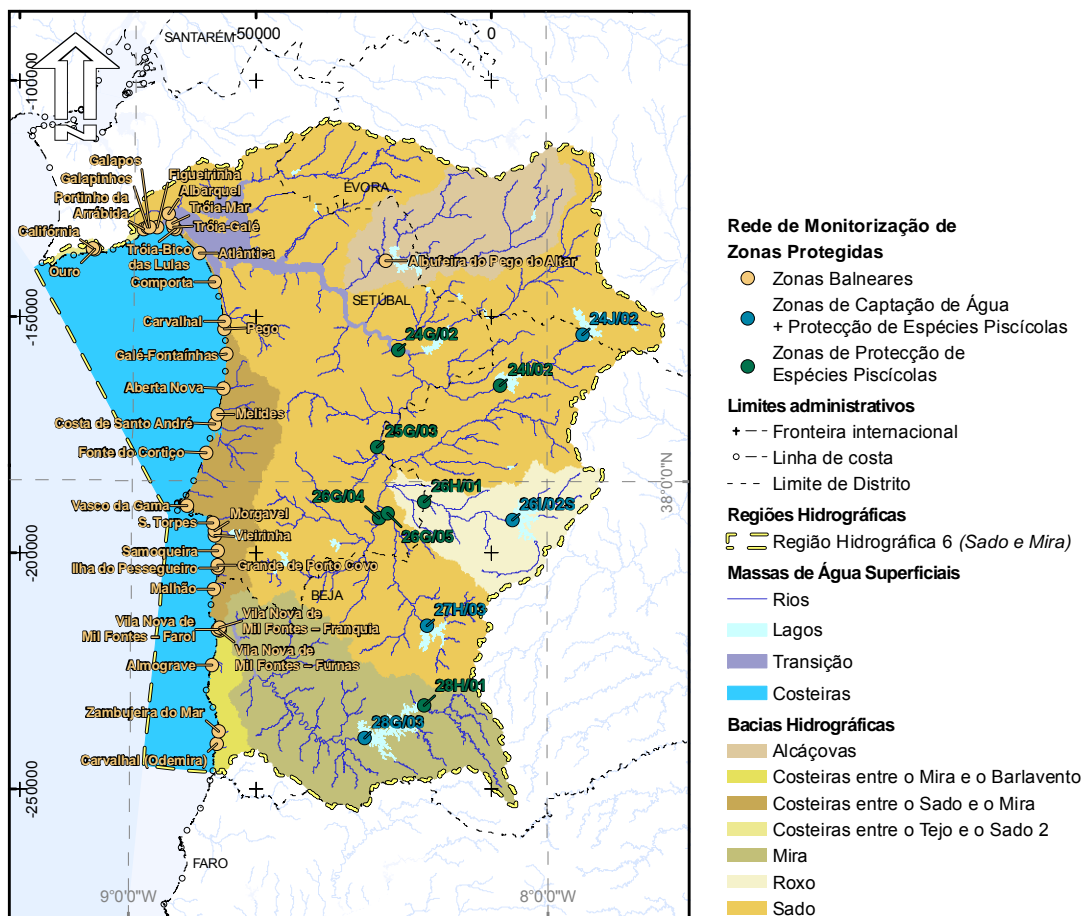 SANTARÉM
-50000
0
-100000
-150000
-200000
-250000
N
Galapos
Galapinhos
Portinho da
Arrábida
Califórnia
Ouro
Figueirinha
Albarquel
Tróia-Mar
Tróia-Galé
Tróia-Bico
das Lulas
Atlântica
Comporta
ÉVORA
Albufeira do Pego do Altar
SETÚBAL
Carvalhal
Pego
24G/02
24J/02
Galé-Fontaínhas
24I/02
Aberta Nova
Melides
Costa de Santo André
25G/03
Fonte do Cortiço
38°0'0"N
26H/01
26G/04
26I/02S
Vasco da Gama
Morgavel
S. Torpes
26G/05
Vieirinha
Samoqueira
Grande de Porto Covo
Ilha do Pessegueiro
Malhão
BEJA
27H/03
Vila Nova de
Mil Fontes – Franquia
Vila Nova de
Mil Fontes – Farol
Vila Nova de
Mil Fontes – Furnas
Almograve
28H/01
Zambujeira do Mar
28G/03
Carvalhal (Odemira)
FARO
9°0'0"W
8°0'0"W
Rede de Monitorização de
Zonas Protegidas
Zonas Balneares
Zonas de Captação de Água
+ Protecção de Espécies Piscícolas
Zonas de Protecção de
Espécies Piscícolas
Limites administrativos
Fronteira internacional
Linha de costa
Limite de Distrito
Regiões Hidrográficas
Região Hidrográfica 6 (Sado e Mira)
Massas de Água Superficiais
Rios
Lagos
Transição
Costeiras
Bacias Hidrográficas
Alcáçovas
Costeiras entre o Mira e o Barlavento
Costeiras entre o Sado e o Mira
Costeiras entre o Tejo e o Sado 2
Mira
Roxo
Sado